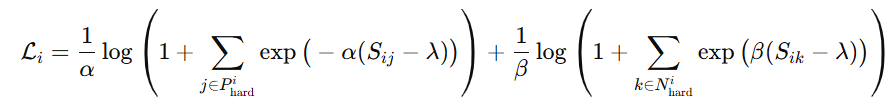 $$\mathcal{L}_i = \frac{1}{\alpha} \log \left( 1 + \sum_{j \in P^i_{\text{hard}}} \exp \left( -\alpha(S_{ij} - \lambda) \right) \right) + \frac{1}{\beta} \log \left( 1 + \sum_{k \in N^i_{\text{hard}}} \exp \left( \beta(S_{ik} - \lambda) \right) \right)$$